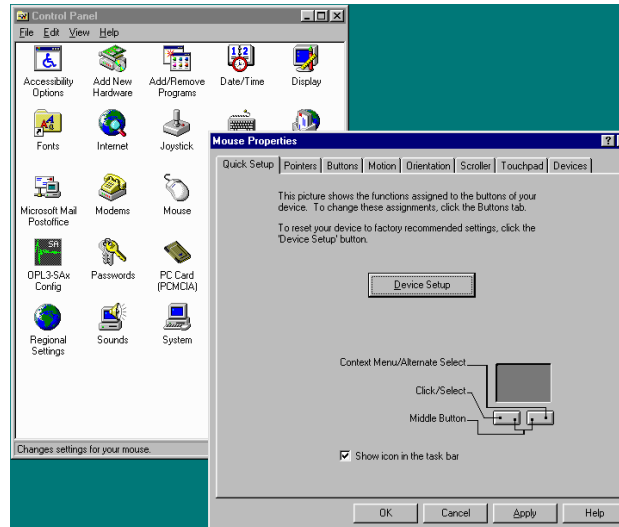 Control Panel
File Edit View Help
Accessibility Options
Add New Hardware
Add/Remove Programs
Date/Time
Display
Fonts
Internet
Joystick
Microsoft Mail Postoffice
Modems
Mouse
OPL3-SAx Config
Passwords
PC Card (PCMCIA)
Regional Settings
Sounds
System
Changes settings for your mouse.
Mouse Properties
Quick Setup Pointers Buttons Motion Orientation Scroller Touchpad Devices
This picture shows the functions assigned to the buttons of your
device. To change these assignments, click the Buttons tab.
To reset your device to factory recommended settings, click the
'Device Setup' button.
Device Setup
Context Menu/Alternate Select
Click/Select
Middle Button
Show icon in the task bar
OK Cancel Apply Help